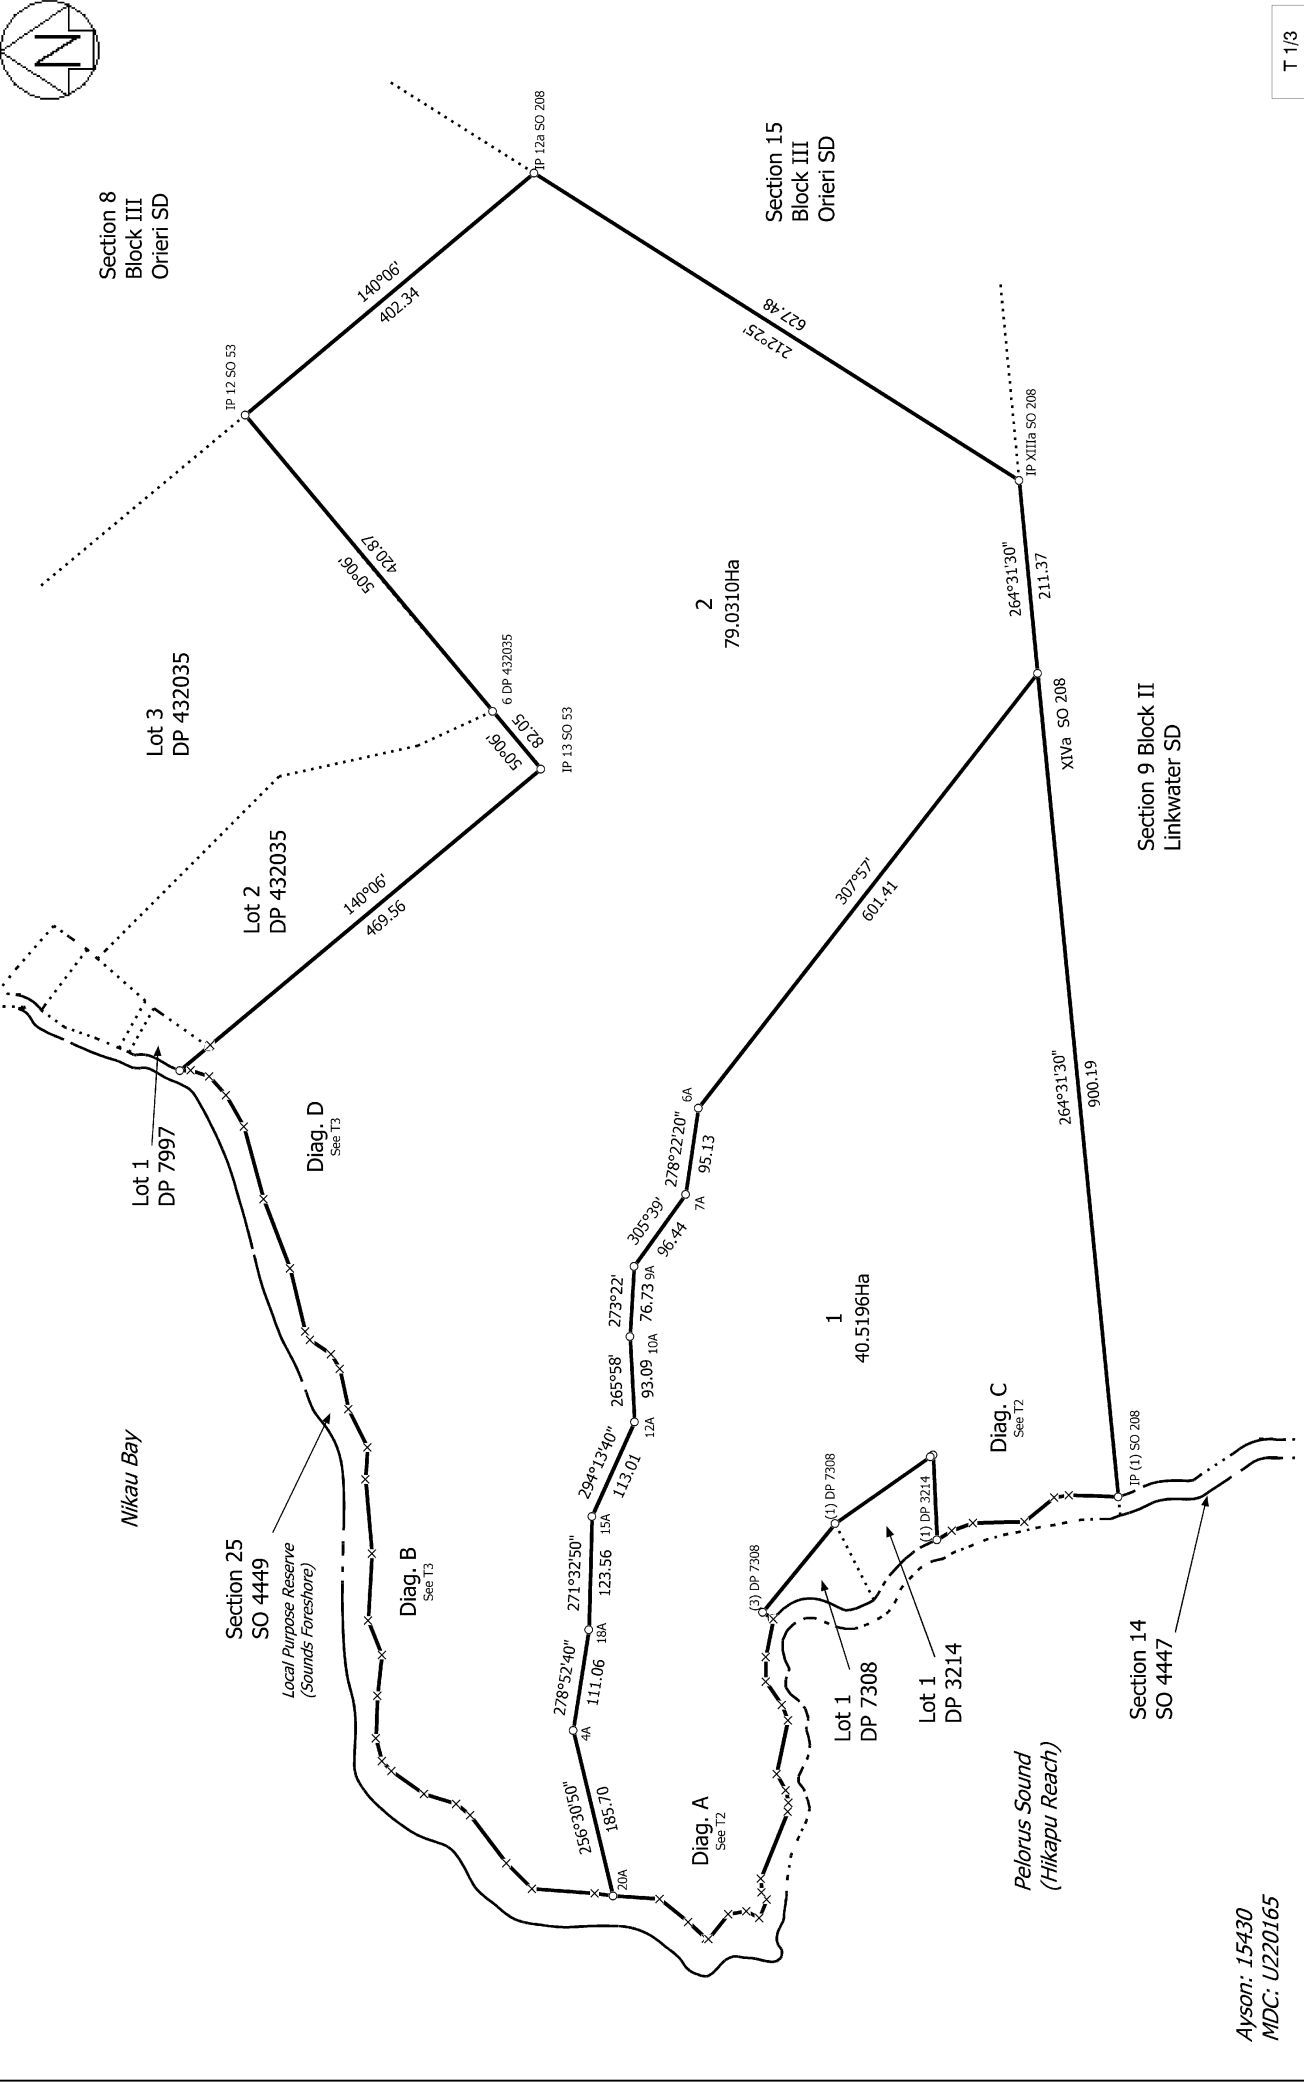 N
T 1/3
Section 8
Block III
Orieri SD
IP 12a SO 208
Section 15
Block III
Orieri SD
IP 12 SO 53
140°06'
402.34
212°25'
627.48
IP XIIIa SO 208
50°06'
420.87
264°31'30"
211.37
2
79.0310Ha
6 DP 432035
50°06'
82.05
IP 13 SO 53
XIVa SO 208
Section 9 Block II
Linkwater SD
Lot 3
DP 432035
Lot 2
DP 432035
140°06'
469.56
307°57'
601.41
264°31'30"
900.19
Lot 1
DP 7997
Diag. D
See T3
6A
278°22'20"
95.13
7A
305°39'
96.44
9A
273°22'
76.73
10A
265°58'
93.09
12A
294°13'40"
113.01
15A
271°32'50"
123.56
18A
278°52'40"
111.06
4A
256°30'50"
185.70
20A
1
40.5196Ha
Diag. C
See T2
IP (1) SO 208
(1) DP 7308
(1) DP 3214
(3) DP 7308
Nikau Bay
Section 25
SO 4449
Local Purpose Reserve
(Sounds Foreshore)
Diag. B
See T3
Diag. A
See T2
Lot 1
DP 7308
Lot 1
DP 3214
Section 14
SO 4447
Pelorus Sound
(Hikapu Reach)
Ayson: 15430
MDC: U220165